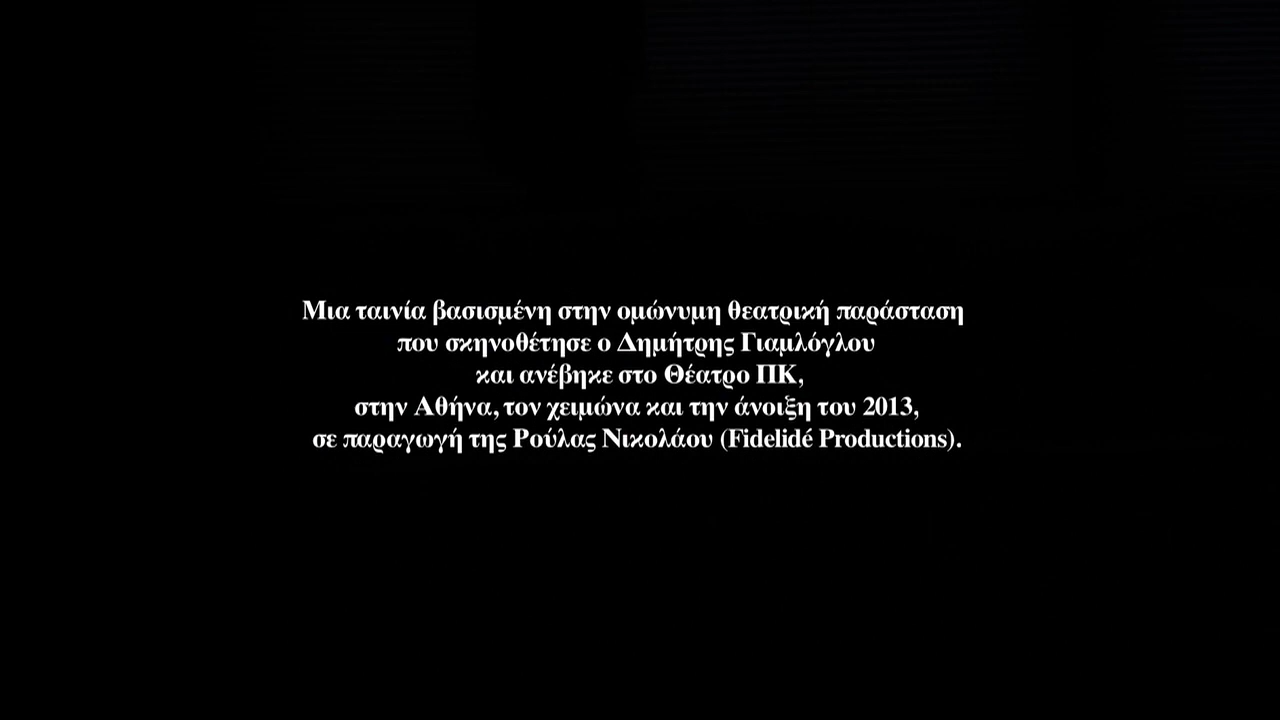 Μια ταινία βασισμένη στην ομώνυμη θεατρική παράσταση
που σκηνοθέτησε ο Δημήτρης Γιαμλόγλου
και ανέβηκε στο Θέατρο ΠΚ,
στην Αθήνα, τον χειμώνα και την άνοιξη του 2013,
σε παραγωγή της Ρούλας Νικολάου (Fidelidé Productions).